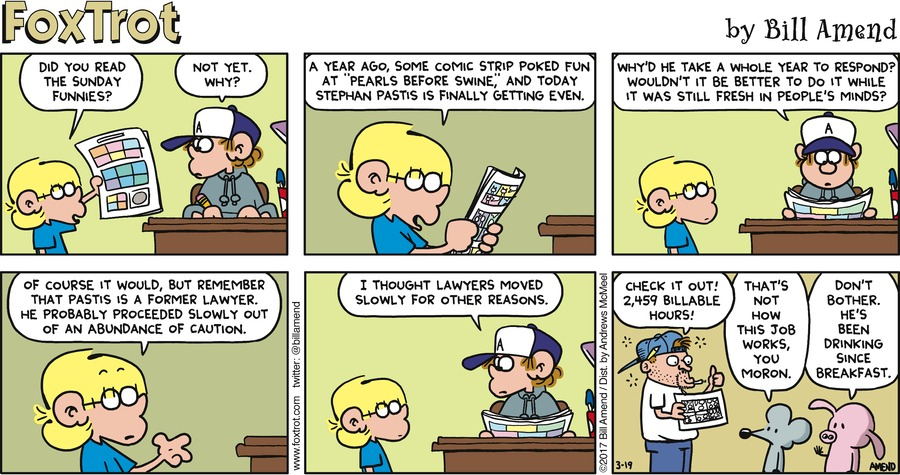 FoxTrot
by Bill Amend
DID YOU READ
THE SUNDAY
FUNNIES?
NOT YET.
WHY?
A
A YEAR AGO, SOME COMIC STRIP POKED FUN
AT "PEARLS BEFORE SWINE," AND TODAY
STEPHAN PASTIS IS FINALLY GETTING EVEN.
WHY'D HE TAKE A WHOLE YEAR TO RESPOND?
WOULDN'T IT BE BETTER TO DO IT WHILE
IT WAS STILL FRESH IN PEOPLE'S MINDS?
A
OF COURSE IT WOULD, BUT REMEMBER
THAT PASTIS IS A FORMER LAWYER.
HE PROBABLY PROCEEDED SLOWLY OUT
OF AN ABUNDANCE OF CAUTION.
www.foxtrot.com twitter: @billamend
I THOUGHT LAWYERS MOVED
SLOWLY FOR OTHER REASONS.
A
©2017 Bill Amend / Dist. by Andrews McMeel
CHECK IT OUT!
2,459 BILLABLE
HOURS!
THAT'S
NOT
HOW
THIS JOB
WORKS,
YOU
MORON.
DON'T
BOTHER.
HE'S
BEEN
DRINKING
SINCE
BREAKFAST.
3-19
AMEND